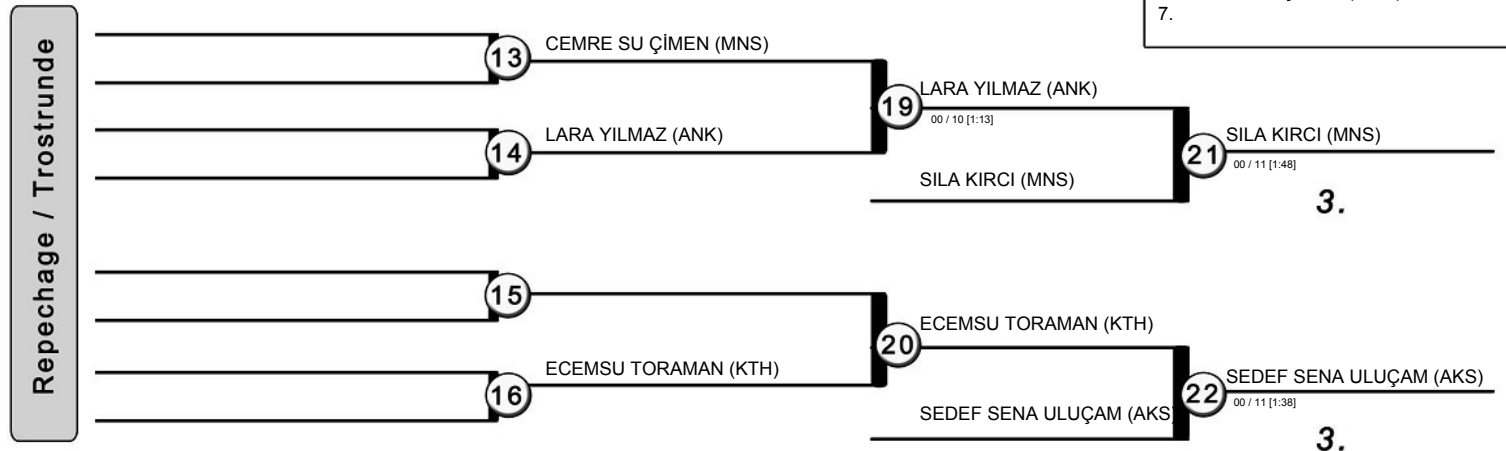 7.
Repechage / Trostrunde
13
CEMRE SU ÇİMEN (MNS)
14
LARA YILMAZ (ANK)
19
LARA YILMAZ (ANK)
00 / 10 [1:13]
SILA KIRCI (MNS)
21
SILA KIRCI (MNS)
00 / 11 [1:48]
3.
15
16
ECEMSU TORAMAN (KTH)
20
ECEMSU TORAMAN (KTH)
SEDEF SENA ULUÇAM (AKS
22
SEDEF SENA ULUÇAM (AKS)
00 / 11 [1:38]
3.